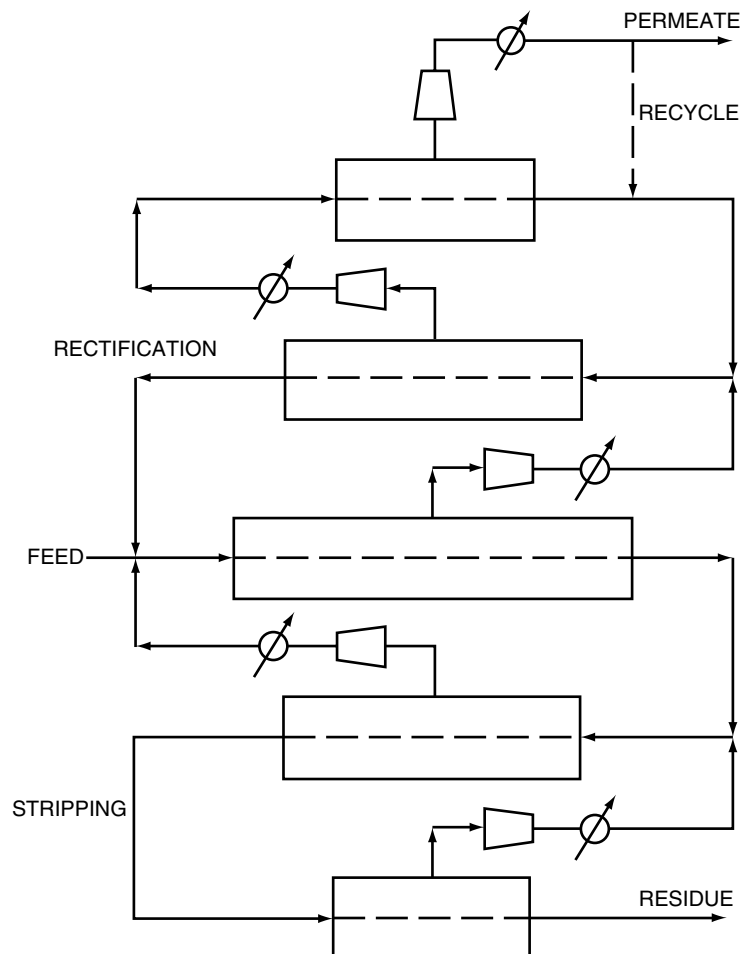 PERMEATE
RECYCLE
RECTIFICATION
FEED
STRIPPING
RESIDUE